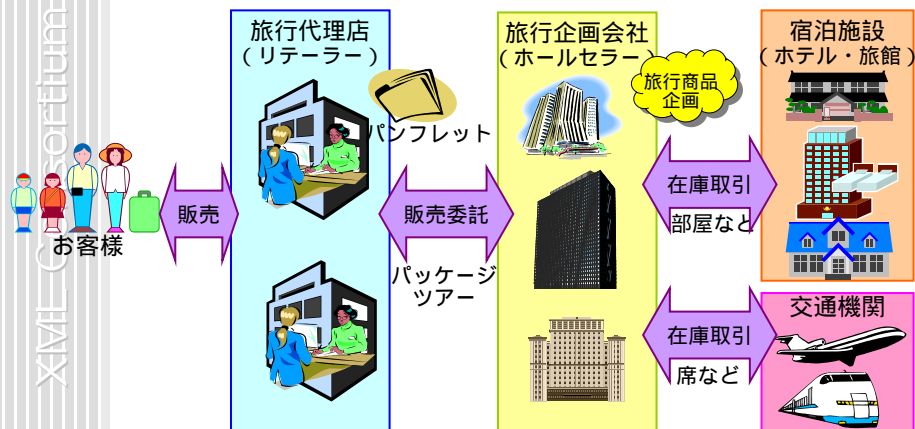 XML Consortium
お客様
販売
旅行代理店
(リテーラー)
パンフレット
販売委託
パッケージ
ツアー
旅行企画会社
(ホールセラー)
旅行商品
企画
在庫取引
部屋など
在庫取引
席など
宿泊施設
(ホテル・旅館)
交通機関